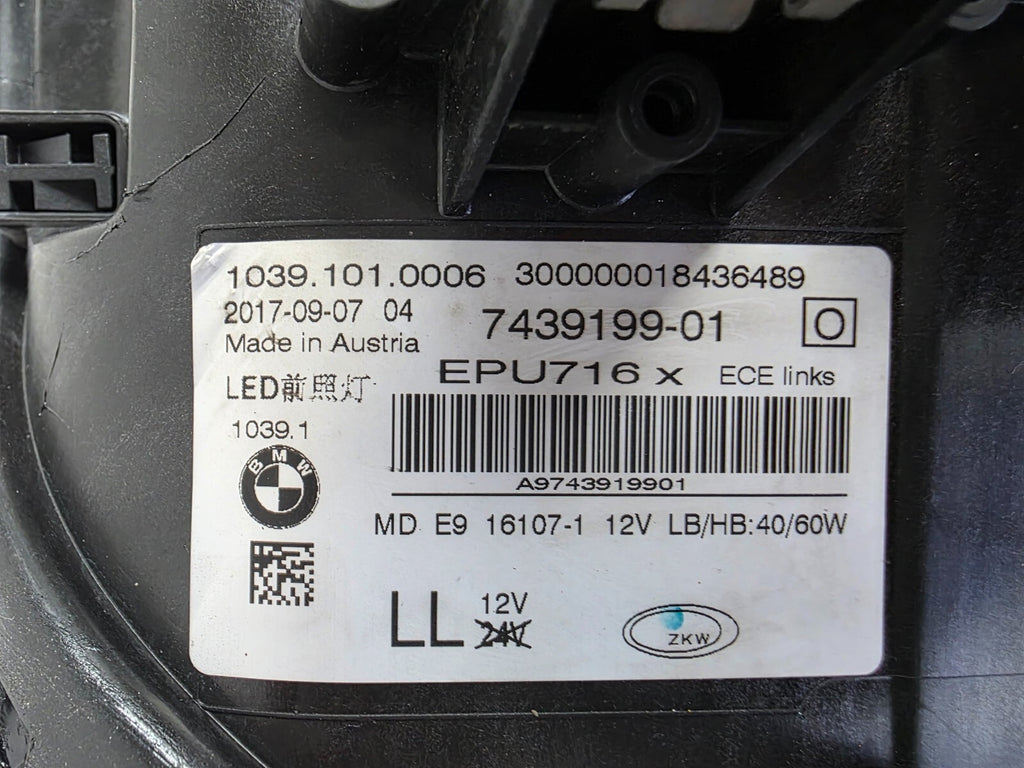 1039.101.0006 300000018436489
2017-09-07 04 7439199-01 O
Made in Austria
EPU716 x ECE links
LED前照灯
1039.1
BMW
A9743919901
MD E9 16107-1 12V LB/HB:40/60W
LL 12V
24V
ZKW